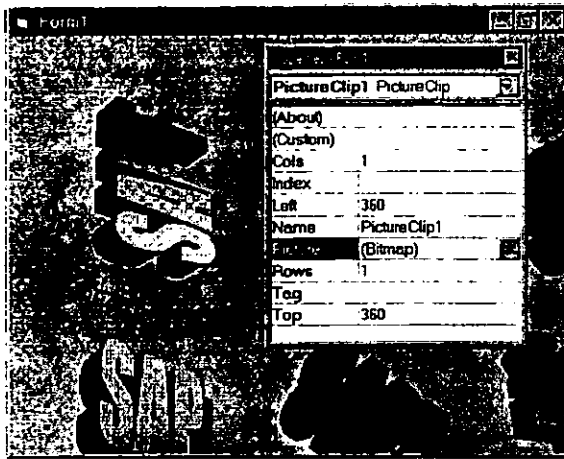 Form1
PictureClip1 PictureClip
(About)
(Custom)
Cols 1
Index
Left 360
Name PictureClip1
(Bitmap)
Rows 1
Tag
Top 360